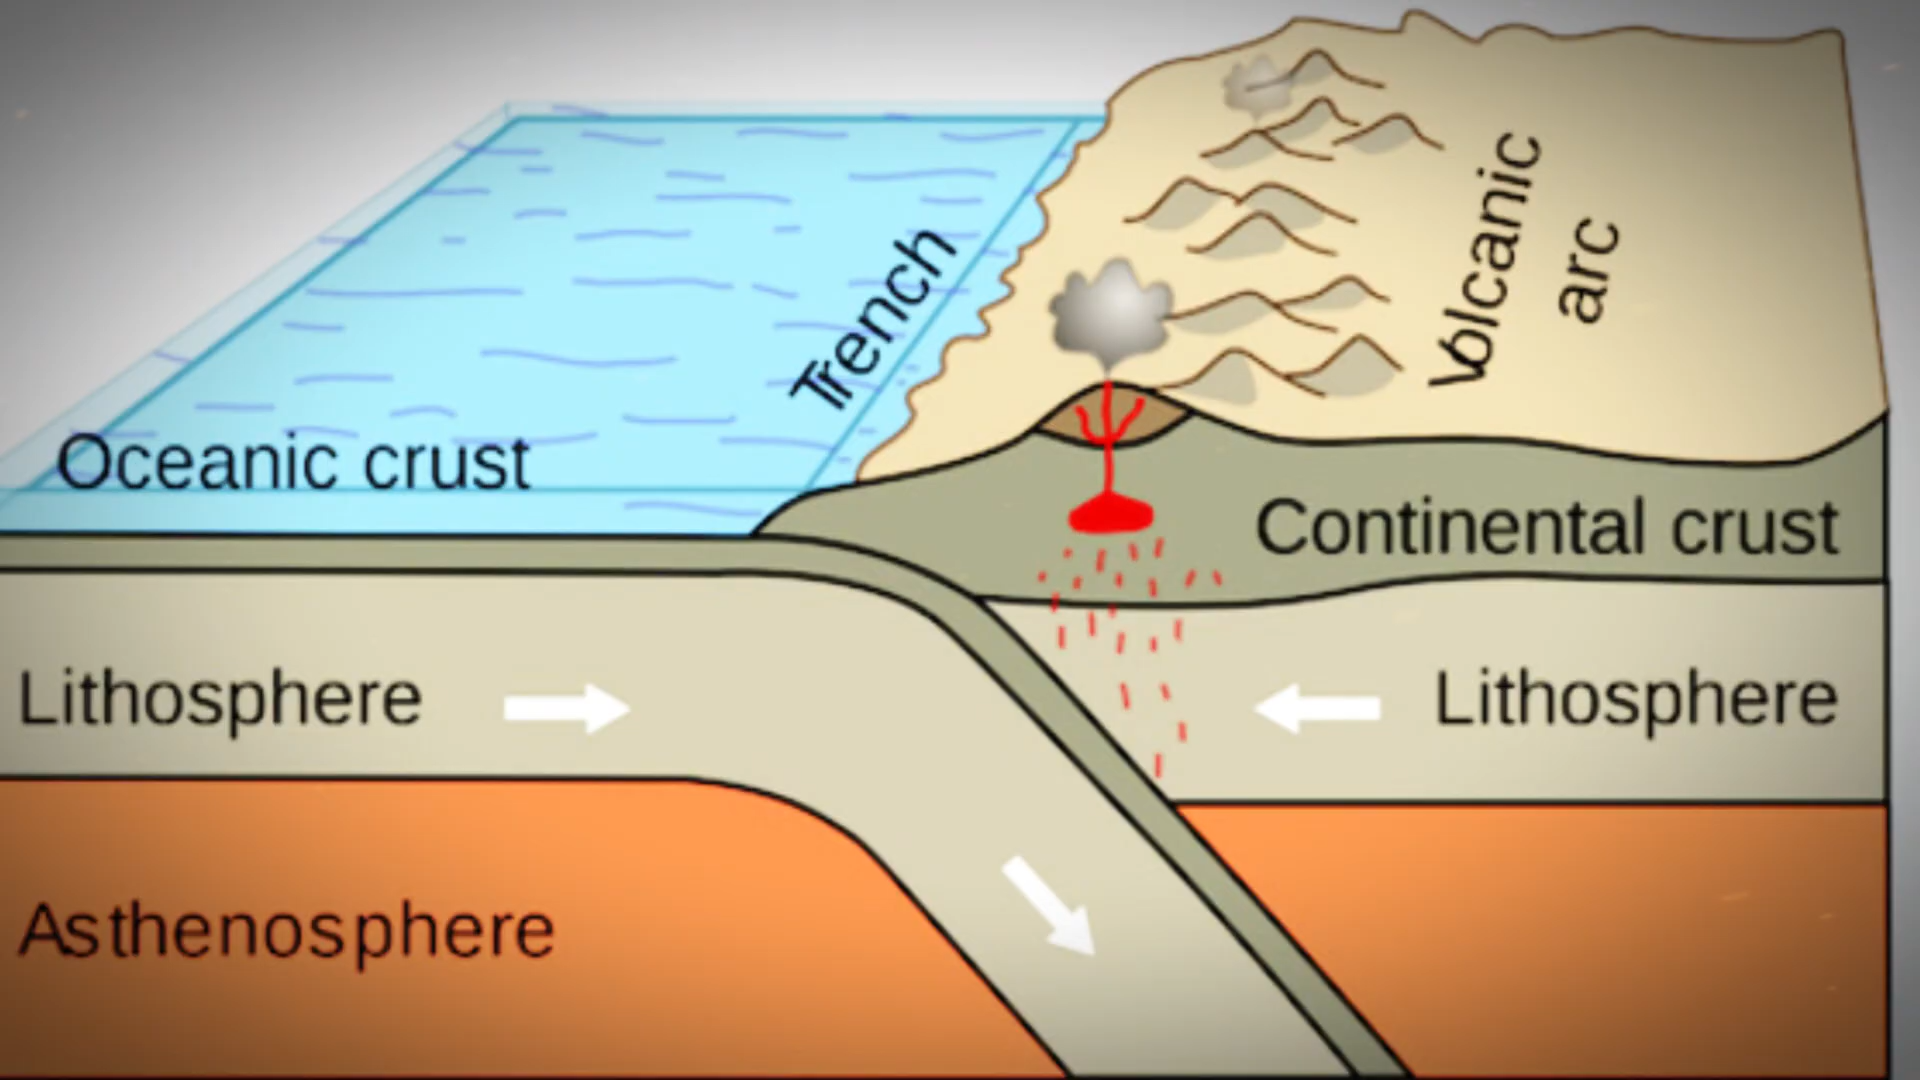 Trench
Volcanic
arc
Oceanic crust
Continental crust
Lithosphere
Lithosphere
Asthenosphere